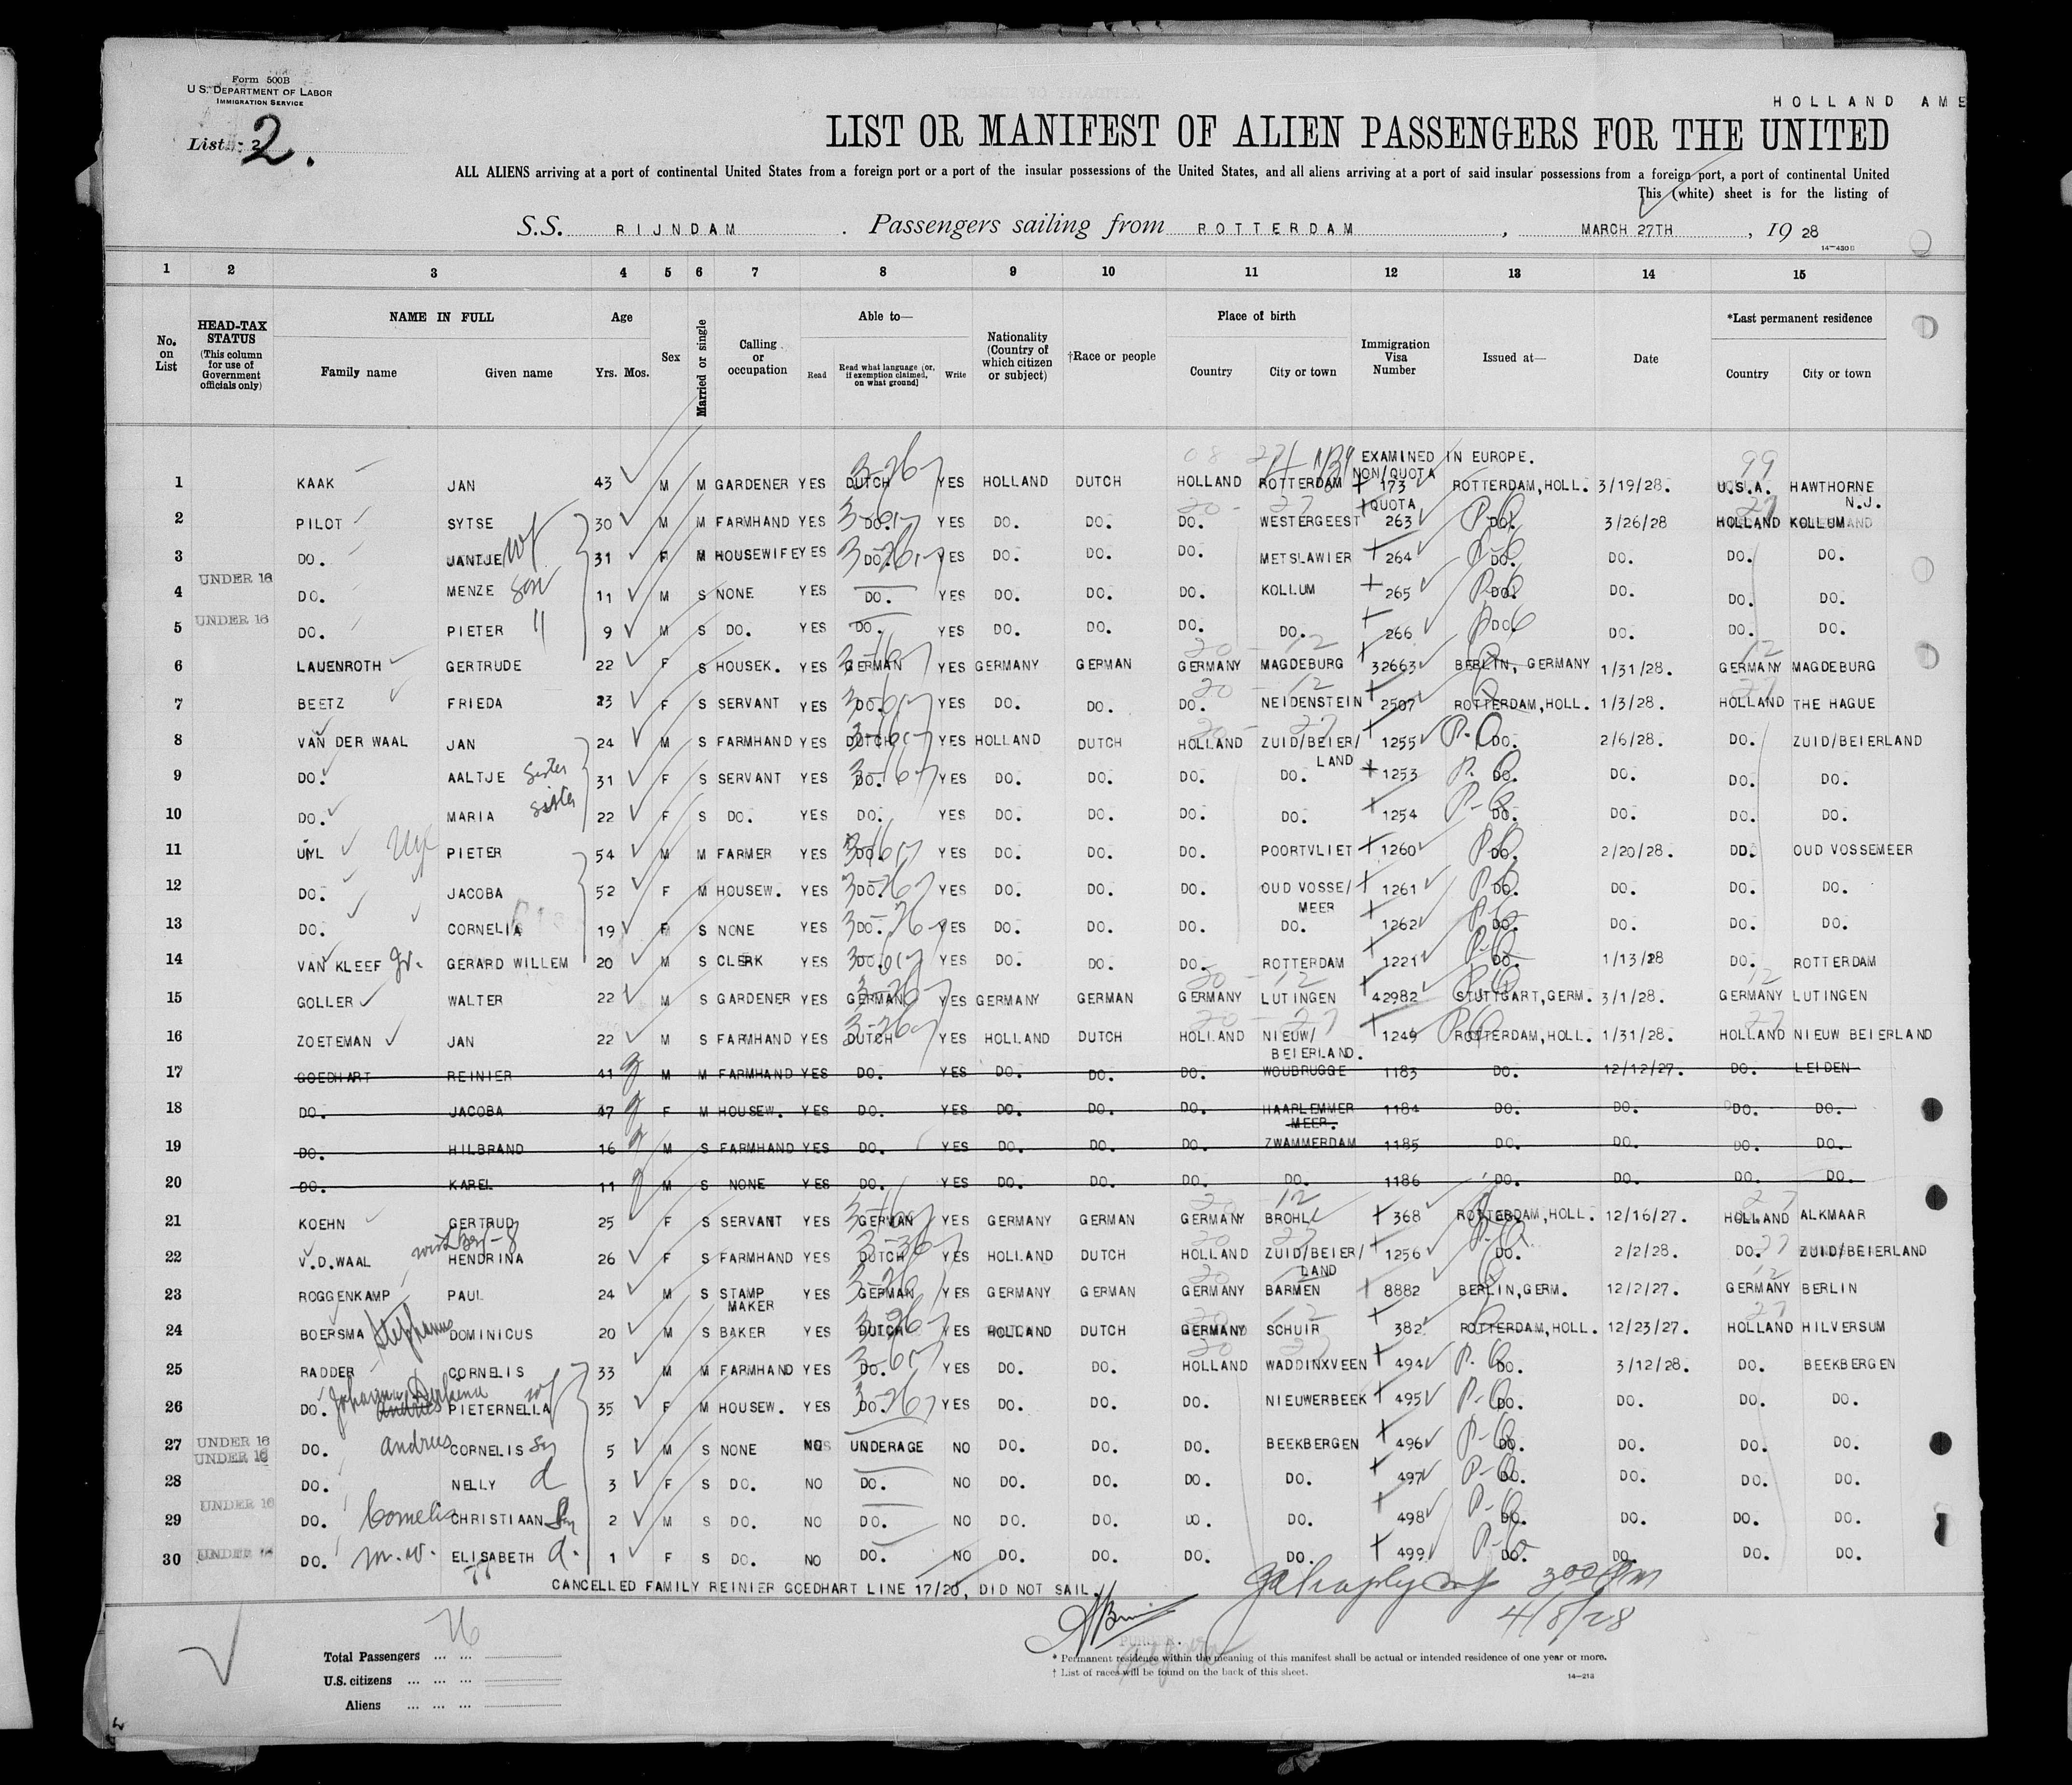 Form 500B
U.S. DEPARTMENT OF LABOR
IMMIGRATION SERVICE
HOLLAND AME
List 2 2.
LIST OR MANIFEST OF ALIEN PASSENGERS FOR THE UNITED
ALL ALIENS arriving at a port of continental United States from a foreign port or a port of the insular possessions of the United States, and all aliens arriving at a port of said insular possessions from a foreign port, a port of continental United
This (white) sheet is for the listing of
S.S. RIJNDAM . Passengers sailing from ROTTERDAM , MARCH 27TH , 19 28
1 2 3 4 5 6 7 8 9 10 11 12 13 14 15
No. on List
HEAD-TAX STATUS (This column for use of Government officials only)
NAME IN FULL
Family name Given name
Age
Yrs. Mos.
Sex
Married or single
Calling or occupation
Able to—
Read
Read what language (or, if exemption claimed, on what ground)
Write
Nationality (Country of which citizen or subject)
†Race or people
Place of birth
Country City or town
Immigration Visa Number
Issued at—
Date
*Last permanent residence
Country City or town
EXAMINED IN EUROPE.
NON/QUOTA
1 KAAK JAN 43 M M GARDENER YES DUTCH YES HOLLAND DUTCH HOLLAND ROTTERDAM 173 ROTTERDAM, HOLL. 3/19/28. U.S.A. HAWTHORNE N.J.
QUOTA
2 PILOT SYTSE 30 M M FARMHAND YES DO. YES DO. DO. DO. WESTERGEEST 263 DO. 3/26/28 HOLLAND KOLLUM
3 DO. JANTJE wf 31 F M HOUSEWIFE YES DO. YES DO. DO. DO. METSLAWIER 264 DO. DO. DO. DO.
UNDER 16
4 DO. MENZE son 11 M S NONE YES DO. YES DO. DO. DO. KOLLUM 265 DO. DO. DO. DO.
UNDER 16
5 DO. PIETER " 9 M S DO. YES DO. YES DO. DO. DO. DO. 266 DO. DO. DO. DO.
6 LAUENROTH GERTRUDE 22 F S HOUSEK. YES GERMAN YES GERMANY GERMAN GERMANY MAGDEBURG 32663 BERLIN, GERMANY 1/31/28. GERMANY MAGDEBURG
7 BEETZ FRIEDA 23 F S SERVANT YES DO. YES DO. DO. DO. NEIDENSTEIN 2507 ROTTERDAM, HOLL. 1/3/28. HOLLAND THE HAGUE
8 VAN DER WAAL JAN 24 M S FARMHAND YES DUTCH YES HOLLAND DUTCH HOLLAND ZUID/BEIER/LAND 1255 DO. 2/6/28. DO. ZUID/BEIERLAND
9 DO. AALTJE sister 31 F S SERVANT YES DO. YES DO. DO. DO. DO. 1253 DO. DO. DO. DO.
10 DO. MARIA sister 22 F S DO. YES DO. YES DO. DO. DO. DO. 1254 DO. DO. DO. DO.
11 UYL Uyl PIETER 54 M M FARMER YES DO. YES DO. DO. DO. POORTVLIET 1260 DO. 2/20/28. DO. OUD VOSSEMEER
12 DO. JACOBA 52 F M HOUSEW. YES DO. YES DO. DO. DO. OUD VOSSE/MEER 1261 DO. DO. DO. DO.
13 DO. CORNELIA 19 F S NONE YES DO. YES DO. DO. DO. DO. 1262 DO. DO. DO. DO.
14 VAN KLEEF Jr. GERARD WILLEM 20 M S CLERK YES DO. YES DO. DO. DO. ROTTERDAM 1221 DO. 1/13/28 DO. ROTTERDAM
15 GOLLER WALTER 22 M S GARDENER YES GERMAN YES GERMANY GERMAN GERMANY LUTINGEN 42982 STUTTGART, GERM. 3/1/28. GERMANY LUTINGEN
16 ZOETEMAN JAN 22 M S FARMHAND YES DUTCH YES HOLLAND DUTCH HOLLAND NIEUW/BEIERLAND. 1249 ROTTERDAM, HOLL. 1/31/28. HOLLAND NIEUW BEIERLAND
17 GOEDHART REINIER 41 M M FARMHAND YES DO. YES DO. DO. DO. WOUBRUGGE 1183 DO. 12/12/27. DO. LEIDEN
18 DO. JACOBA 47 F M HOUSEW. YES DO. YES DO. DO. DO. HAARLEMMER MEER. 1184 DO. DO. DO. DO.
19 DO. HILBRAND 16 M S FARMHAND YES DO. YES DO. DO. DO. ZWAMMERDAM 1185 DO. DO. DO. DO.
20 DO. KAREL 11 M S NONE YES DO. YES DO. DO. DO. DO. 1186 DO. DO. DO. DO.
21 KOEHN GERTRUD 25 F S SERVANT YES GERMAN YES GERMANY GERMAN GERMANY BROHL 368 ROTTERDAM, HOLL. 12/16/27. HOLLAND ALKMAAR
22 V.D.WAAL HENDRINA 26 F S FARMHAND YES DUTCH YES HOLLAND DUTCH HOLLAND ZUID/BEIER/LAND 1256 DO. 2/2/28. DO. ZUID/BEIERLAND
23 ROGGENKAMP PAUL 24 M S STAMP MAKER YES GERMAN YES GERMANY GERMAN GERMANY BARMEN 8882 BERLIN, GERM. 12/2/27. GERMANY BERLIN
24 BOERSMA Stephanus DOMINICUS 20 M S BAKER YES DUTCH YES HOLLAND DUTCH GERMANY SCHUIR 382 ROTTERDAM, HOLL. 12/23/27. HOLLAND HILVERSUM
25 RADDER CORNELIS 33 M M FARMHAND YES DO. YES DO. DO. HOLLAND WADDINXVEEN 494 DO. 3/12/28. DO. BEEKBERGEN
26 DO. Johanna PIETERNELLA wf 35 F M HOUSEW. YES DO. YES DO. DO. DO. NIEUWERBEEK 495 DO. DO. DO. DO.
UNDER 16
27 DO. Andries CORNELIS 5 M S NONE NO UNDERAGE NO DO. DO. DO. BEEKBERGEN 496 DO. DO. DO. DO.
UNDER 16
28 DO. NELLY d 3 F S DO. NO DO. NO DO. DO. DO. DO. 497 DO. DO. DO. DO.
UNDER 16
29 DO. Cornelis CHRISTIAAN 2 M S DO. NO DO. NO DO. DO. DO. DO. 498 DO. DO. DO. DO.
UNDER 16
30 DO. m.w. ELISABETH d. 1 F S DO. NO DO. NO DO. DO. DO. DO. 499 DO. DO. DO. DO.
CANCELLED FAMILY REINIER GOEDHART LINE 17/20, DID NOT SAIL.
4/8/28
26
Total Passengers
U.S. citizens
Aliens
* Permanent residence within the meaning of this manifest shall be actual or intended residence of one year or more.
† List of races will be found on the back of this sheet.
14—213